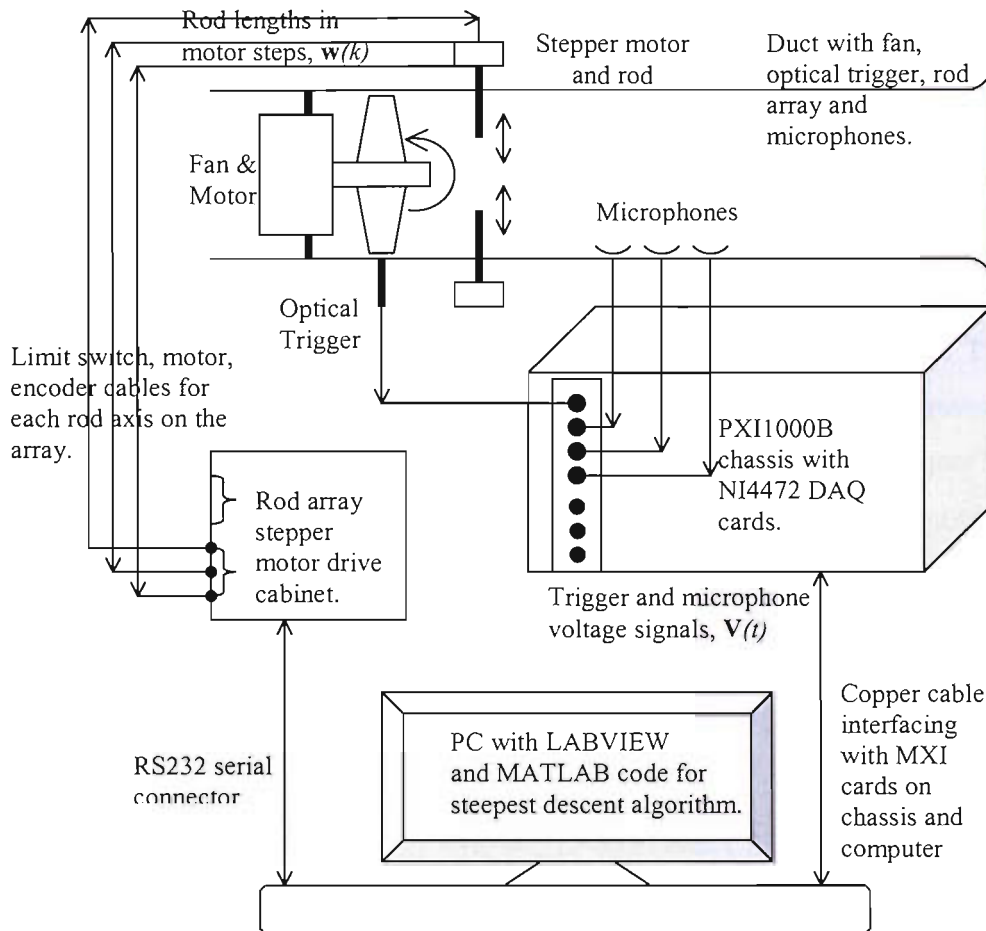 Rod lengths in
motor steps, w(k)
Stepper motor
and rod
Duct with fan,
optical trigger, rod
array and
microphones.
Fan &
Motor
Microphones
Optical
Trigger
Limit switch, motor,
encoder cables for
each rod axis on the
array.
PXI1000B
chassis with
NI4472 DAQ
cards.
Rod array
stepper
motor drive
cabinet.
Trigger and microphone
voltage signals, V(t)
Copper cable
interfacing
with MXI
cards on
chassis and
computer
PC with LABVIEW
and MATLAB code for
steepest descent algorithm.
RS232 serial
connector